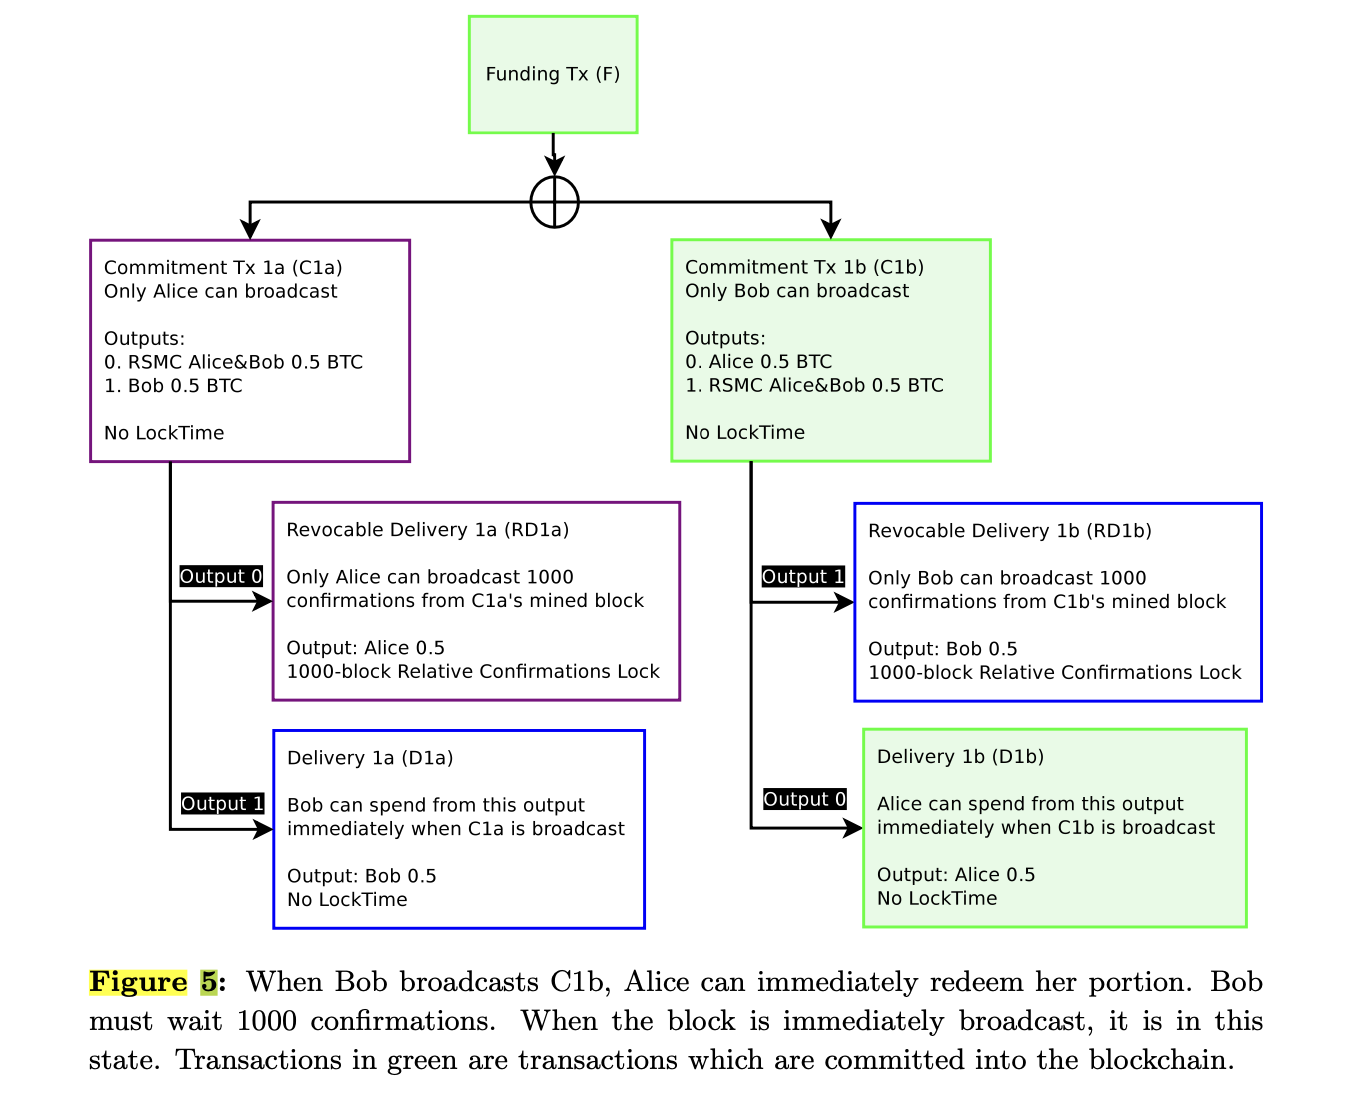 Funding Tx (F)
Commitment Tx 1a (C1a)
Only Alice can broadcast
Outputs:
0. RSMC Alice&Bob 0.5 BTC
1. Bob 0.5 BTC
No LockTime
Commitment Tx 1b (C1b)
Only Bob can broadcast
Outputs:
0. Alice 0.5 BTC
1. RSMC Alice&Bob 0.5 BTC
No LockTime
Output 0
Revocable Delivery 1a (RD1a)
Only Alice can broadcast 1000
confirmations from C1a's mined block
Output: Alice 0.5
1000-block Relative Confirmations Lock
Output 1
Revocable Delivery 1b (RD1b)
Only Bob can broadcast 1000
confirmations from C1b's mined block
Output: Bob 0.5
1000-block Relative Confirmations Lock
Output 1
Delivery 1a (D1a)
Bob can spend from this output
immediately when C1a is broadcast
Output: Bob 0.5
No LockTime
Output 0
Delivery 1b (D1b)
Alice can spend from this output
immediately when C1b is broadcast
Output: Alice 0.5
No LockTime
Figure 5: When Bob broadcasts C1b, Alice can immediately redeem her portion. Bob
must wait 1000 confirmations. When the block is immediately broadcast, it is in this
state. Transactions in green are transactions which are committed into the blockchain.